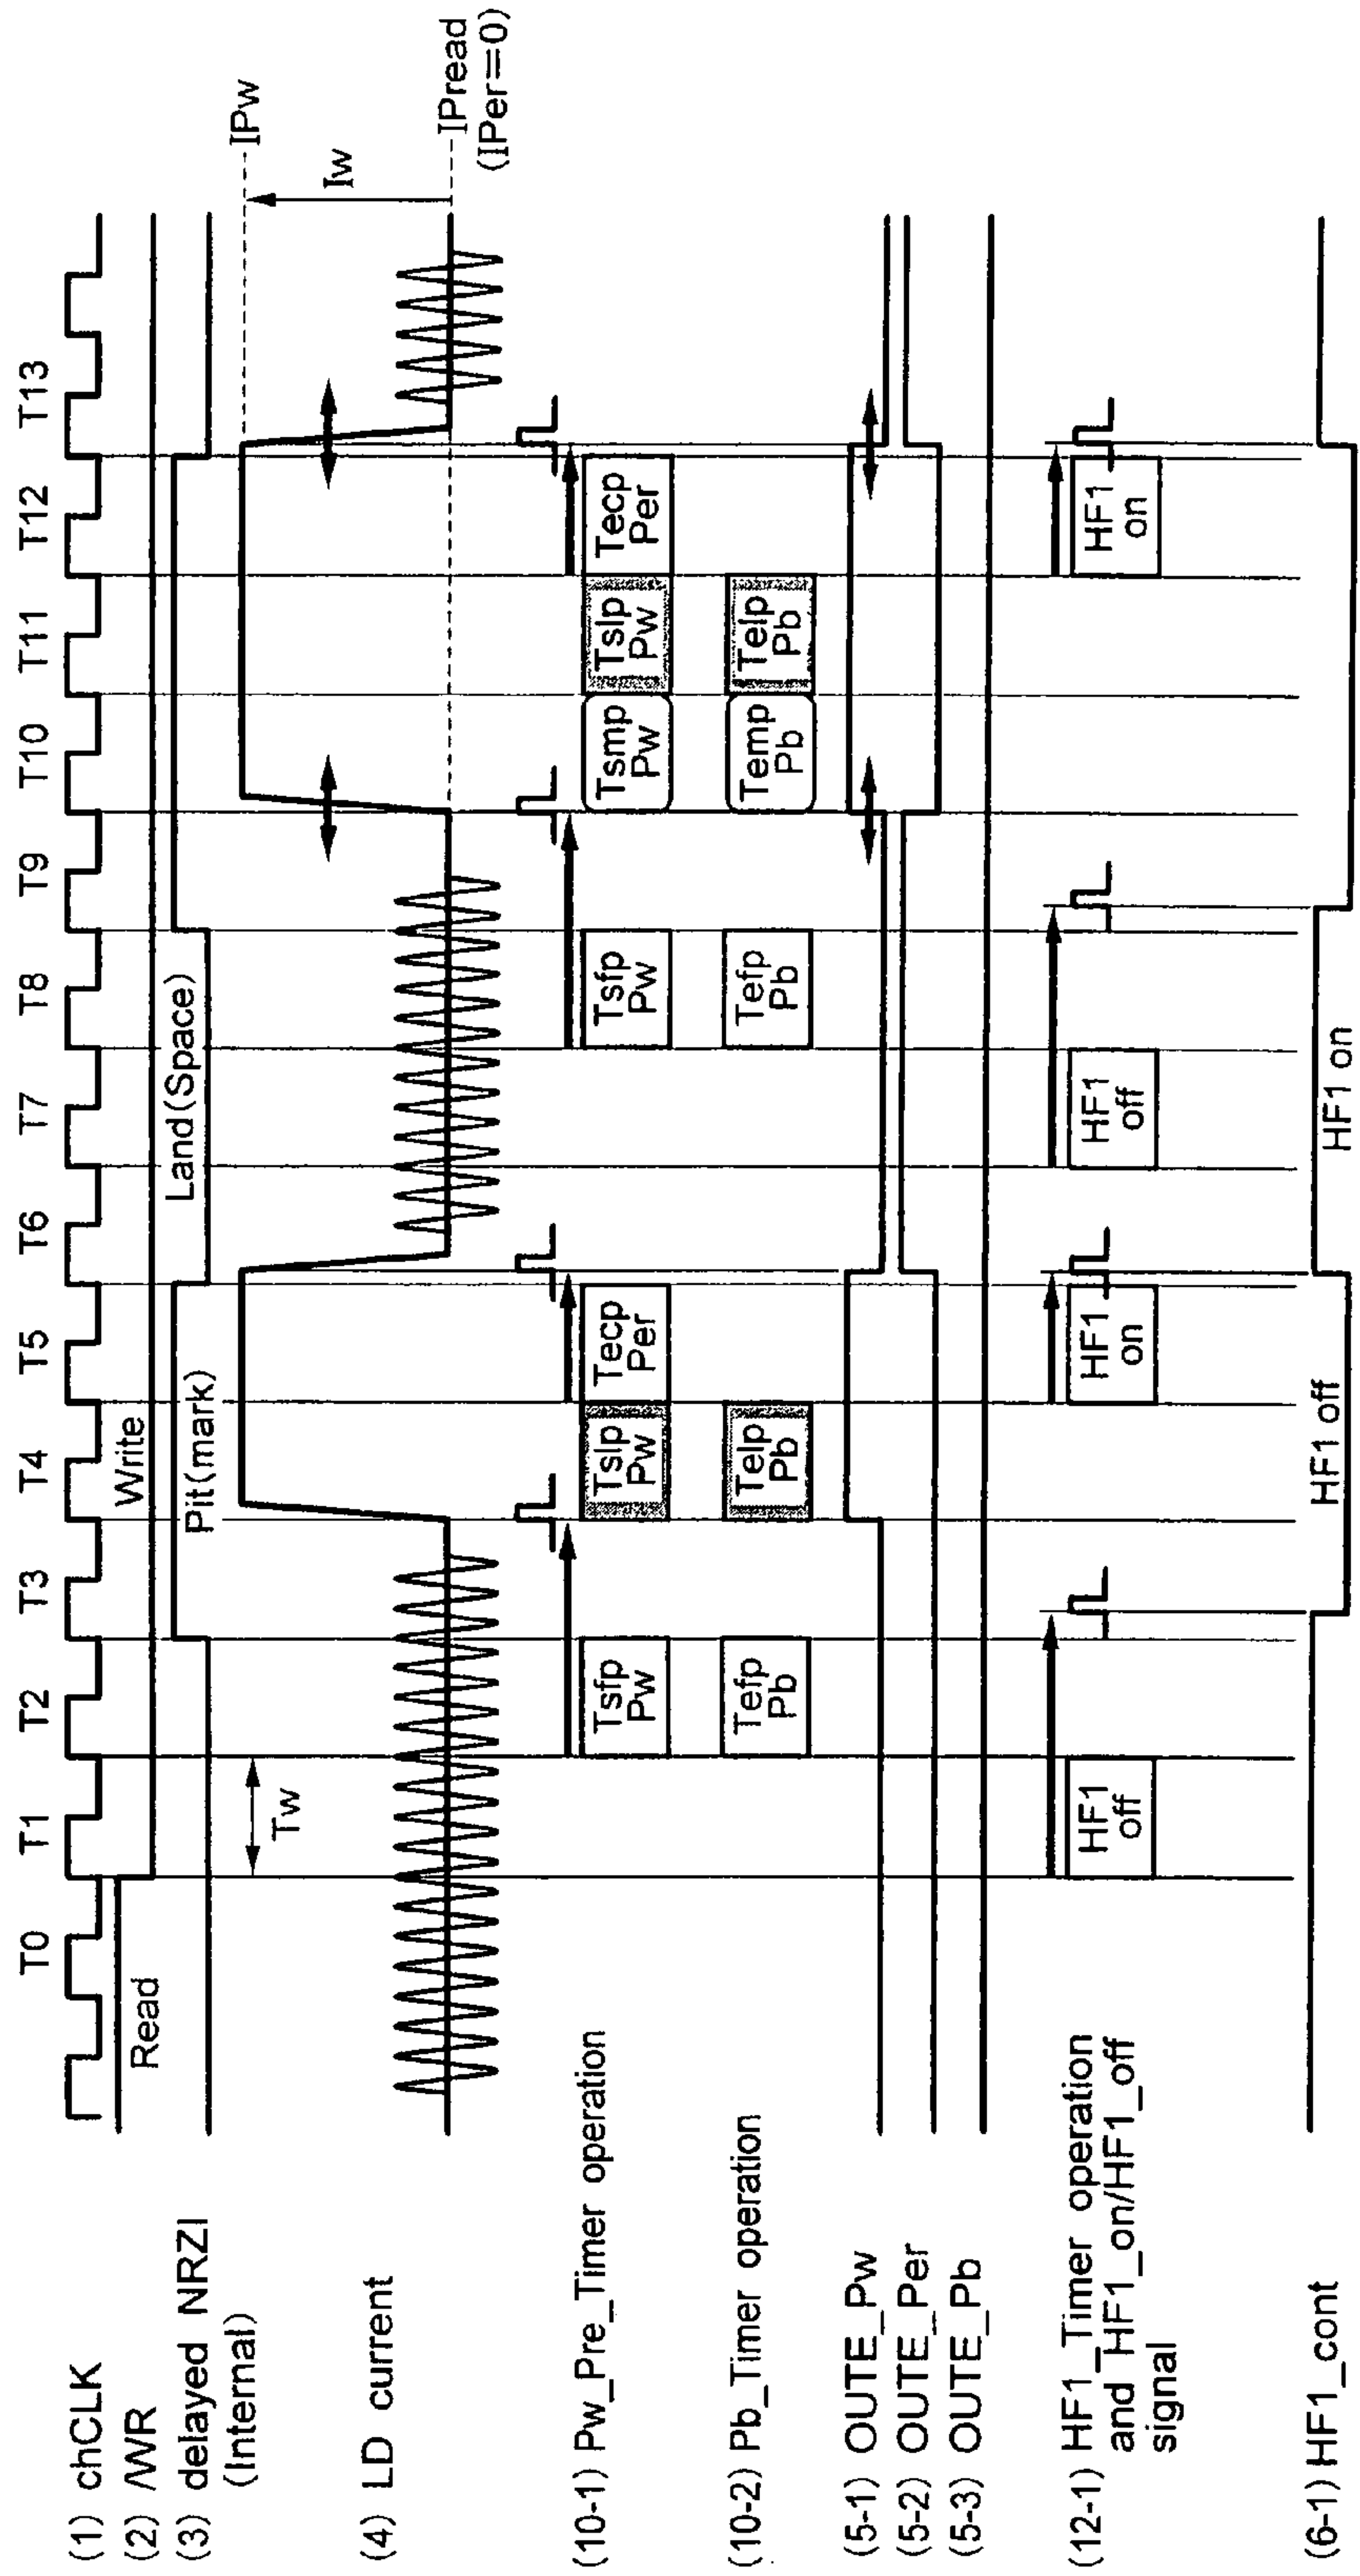 T0 T1 T2 T3 T4 T5 T6 T7 T8 T9 T10 T11 T12 T13
(1) chCLK
(2) /WR
Read
Write
(3) delayed NRZI
(Internal)
Pit(mark)
Land(Space)
Tw
IPw
Iw
IPread
(IPer=0)
(4) LD current
(10-1) Pw_Pre_Timer operation
Tsfp
Pw
Tslp
Pw
Tecp
Per
Tsfp
Pw
Tsmp
Pw
Tslp
Pw
Tecp
Per
(10-2) Pb_Timer operation
Tefp
Pb
Telp
Pb
Tefp
Pb
Temp
Pb
Telp
Pb
(5-1) OUTE_Pw
(5-2) OUTE_Per
(5-3) OUTE_Pb
(12-1) HF1_Timer operation
and HF1_on/HF1_off
signal
HF1
off
HF1
on
HF1
off
HF1
on
(6-1) HF1_cont
HF1 off
HF1 on